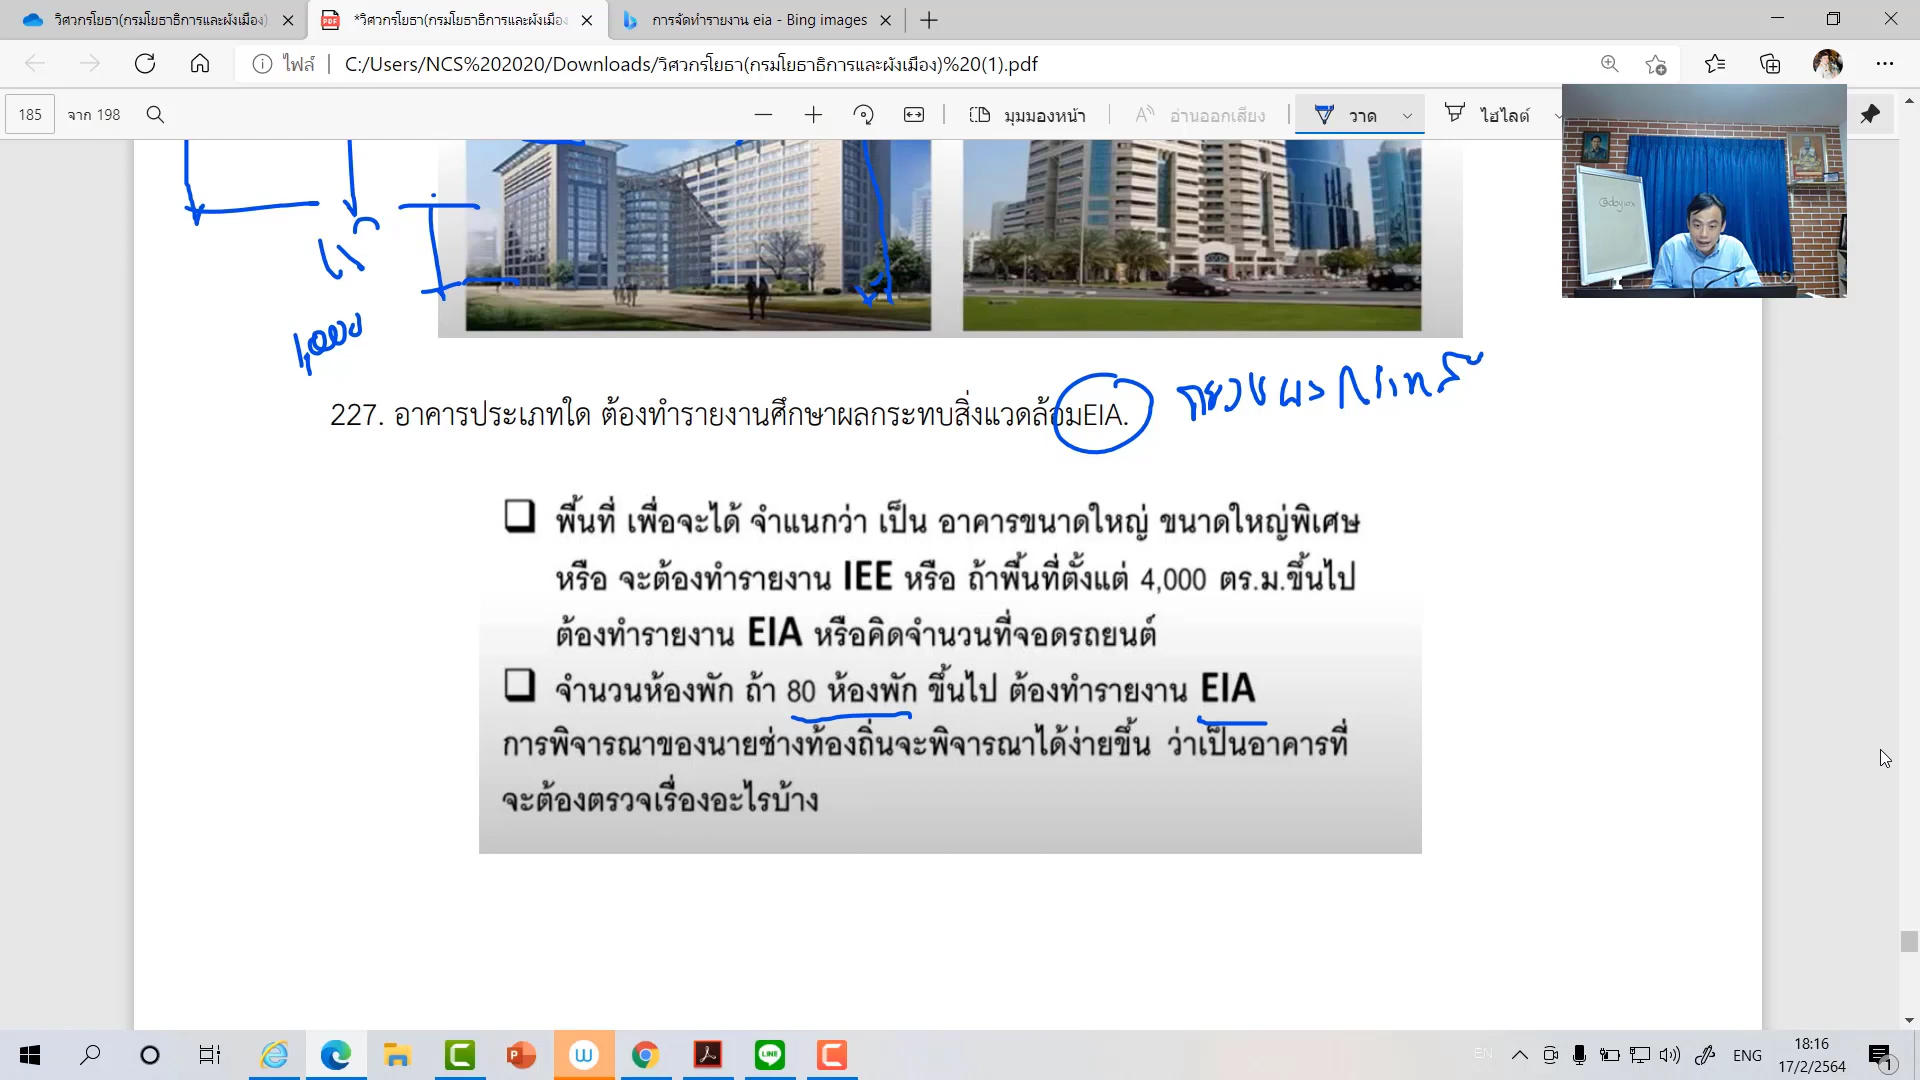 วิศวกรโยธา(กรมโยธาธิการและผังเมือง)
*วิศวกรโยธา(กรมโยธาธิการและผังเมือง
การจัดทำรายงาน eia - Bing images
ไฟล์
C:/Users/NCS%202020/Downloads/วิศวกรโยธา(กรมโยธาธิการและผังเมือง)%20(1).pdf
185 จาก 198
มุมมองหน้า
อ่านออกเสียง
วาด
ไฮไลต์
1,000
227. อาคารประเภทใด ต้องทำรายงานศึกษาผลกระทบสิ่งแวดล้อมEIA.
❑ พื้นที่ เพื่อจะได้ จำแนกว่า เป็น อาคารขนาดใหญ่ ขนาดใหญ่พิเศษ
หรือ จะต้องทำรายงาน IEE หรือ ถ้าพื้นที่ตั้งแต่ 4,000 ตร.ม.ขึ้นไป
ต้องทำรายงาน EIA หรือคิดจำนวนที่จอดรถยนต์
❑ จำนวนห้องพัก ถ้า 80 ห้องพัก ขึ้นไป ต้องทำรายงาน EIA
การพิจารณาของนายช่างท้องถิ่นจะพิจารณาได้ง่ายขึ้น ว่าเป็นอาคารที่
จะต้องตรวจเรื่องอะไรบ้าง
EN
ENG
18:16
17/2/2564
1